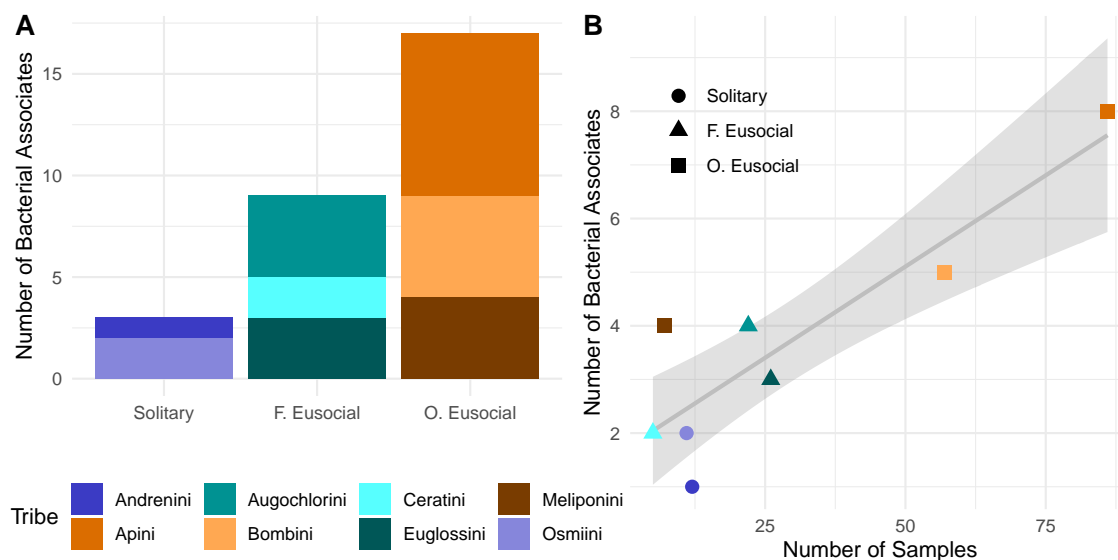 A
Number of Bacterial Associates
15
10
5
0
Solitary
F. Eusocial
O. Eusocial
Tribe
Andrenini
Augochlorini
Ceratini
Meliponini
Apini
Bombini
Euglossini
Osmiini
B
Number of Bacterial Associates
Solitary
F. Eusocial
O. Eusocial
8
6
4
2
25
50
75
Number of Samples